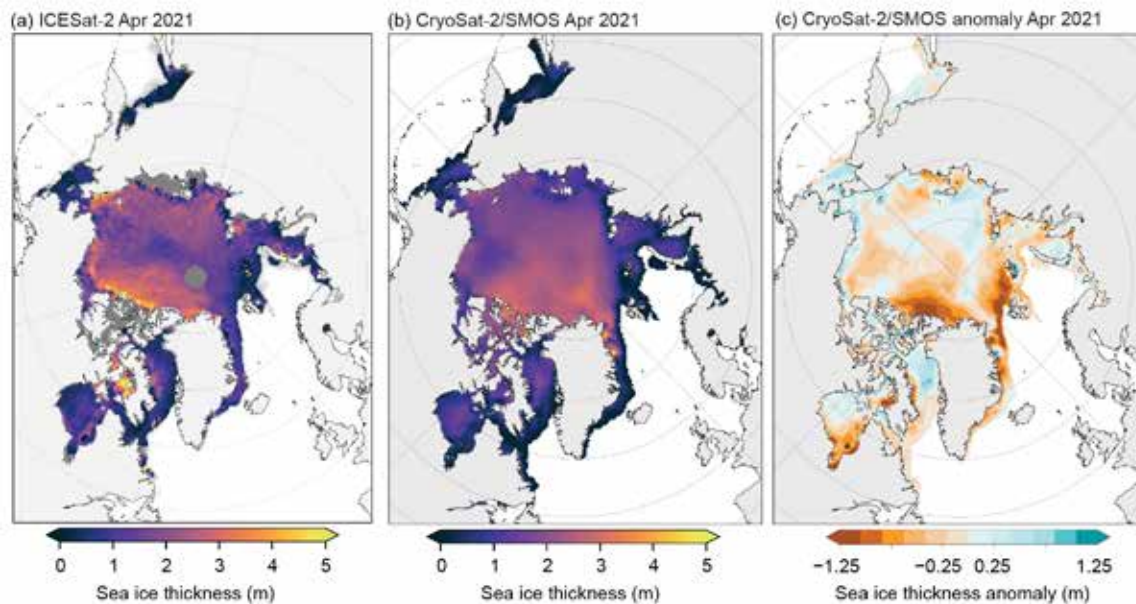 (a) ICESat-2 Apr 2021
(b) CryoSat-2/SMOS Apr 2021
(c) CryoSat-2/SMOS anomaly Apr 2021
0 1 2 3 4 5
Sea ice thickness (m)
0 1 2 3 4 5
Sea ice thickness (m)
−1.25 −0.25 0.25 1.25
Sea ice thickness anomaly (m)